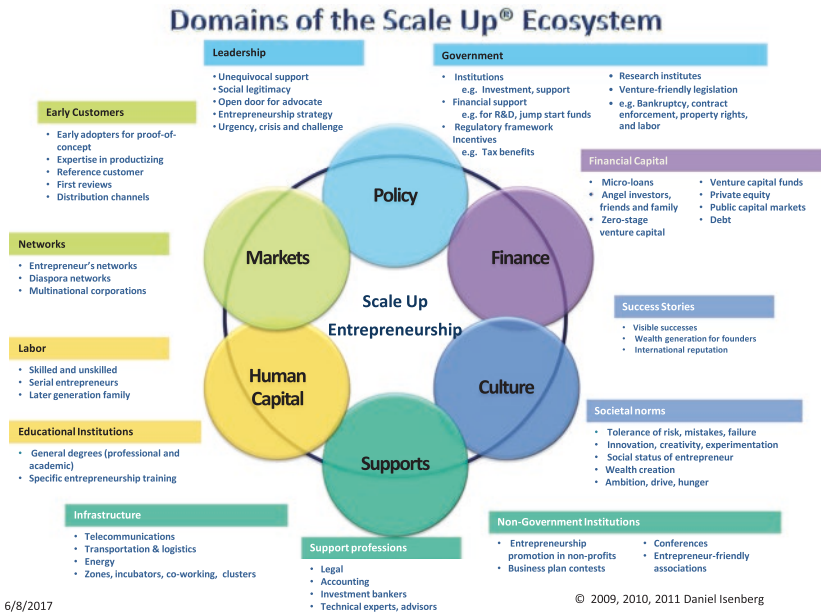 Domains of the Scale Up® Ecosystem
Leadership
• Unequivocal support
• Social legitimacy
• Open door for advocate
• Entrepreneurship strategy
• Urgency, crisis and challenge
Government
• Institutions
e.g. Investment, support
• Financial support
e.g. for R&D, jump start funds
• Regulatory framework
Incentives
e.g. Tax benefits
• Research institutes
• Venture-friendly legislation
• e.g. Bankruptcy, contract
enforcement, property rights,
and labor
Early Customers
• Early adopters for proof-of-
concept
• Expertise in productizing
• Reference customer
• First reviews
• Distribution channels
Financial Capital
• Micro-loans
• Angel investors,
friends and family
• Zero-stage
venture capital
• Venture capital funds
• Private equity
• Public capital markets
• Debt
Policy
Markets
Finance
Networks
• Entrepreneur's networks
• Diaspora networks
• Multinational corporations
Scale Up
Entrepreneurship
Success Stories
• Visible successes
• Wealth generation for founders
• International reputation
Labor
• Skilled and unskilled
• Serial entrepreneurs
• Later generation family
Human
Capital
Culture
Societal norms
• Tolerance of risk, mistakes, failure
• Innovation, creativity, experimentation
• Social status of entrepreneur
• Wealth creation
• Ambition, drive, hunger
Educational Institutions
• General degrees (professional and
academic)
• Specific entrepreneurship training
Supports
Infrastructure
• Telecommunications
• Transportation & logistics
• Energy
• Zones, incubators, co-working, clusters
Support professions
• Legal
• Accounting
• Investment bankers
• Technical experts, advisors
Non-Government Institutions
• Entrepreneurship
promotion in non-profits
• Business plan contests
• Conferences
• Entrepreneur-friendly
associations
6/8/2017
© 2009, 2010, 2011 Daniel Isenberg